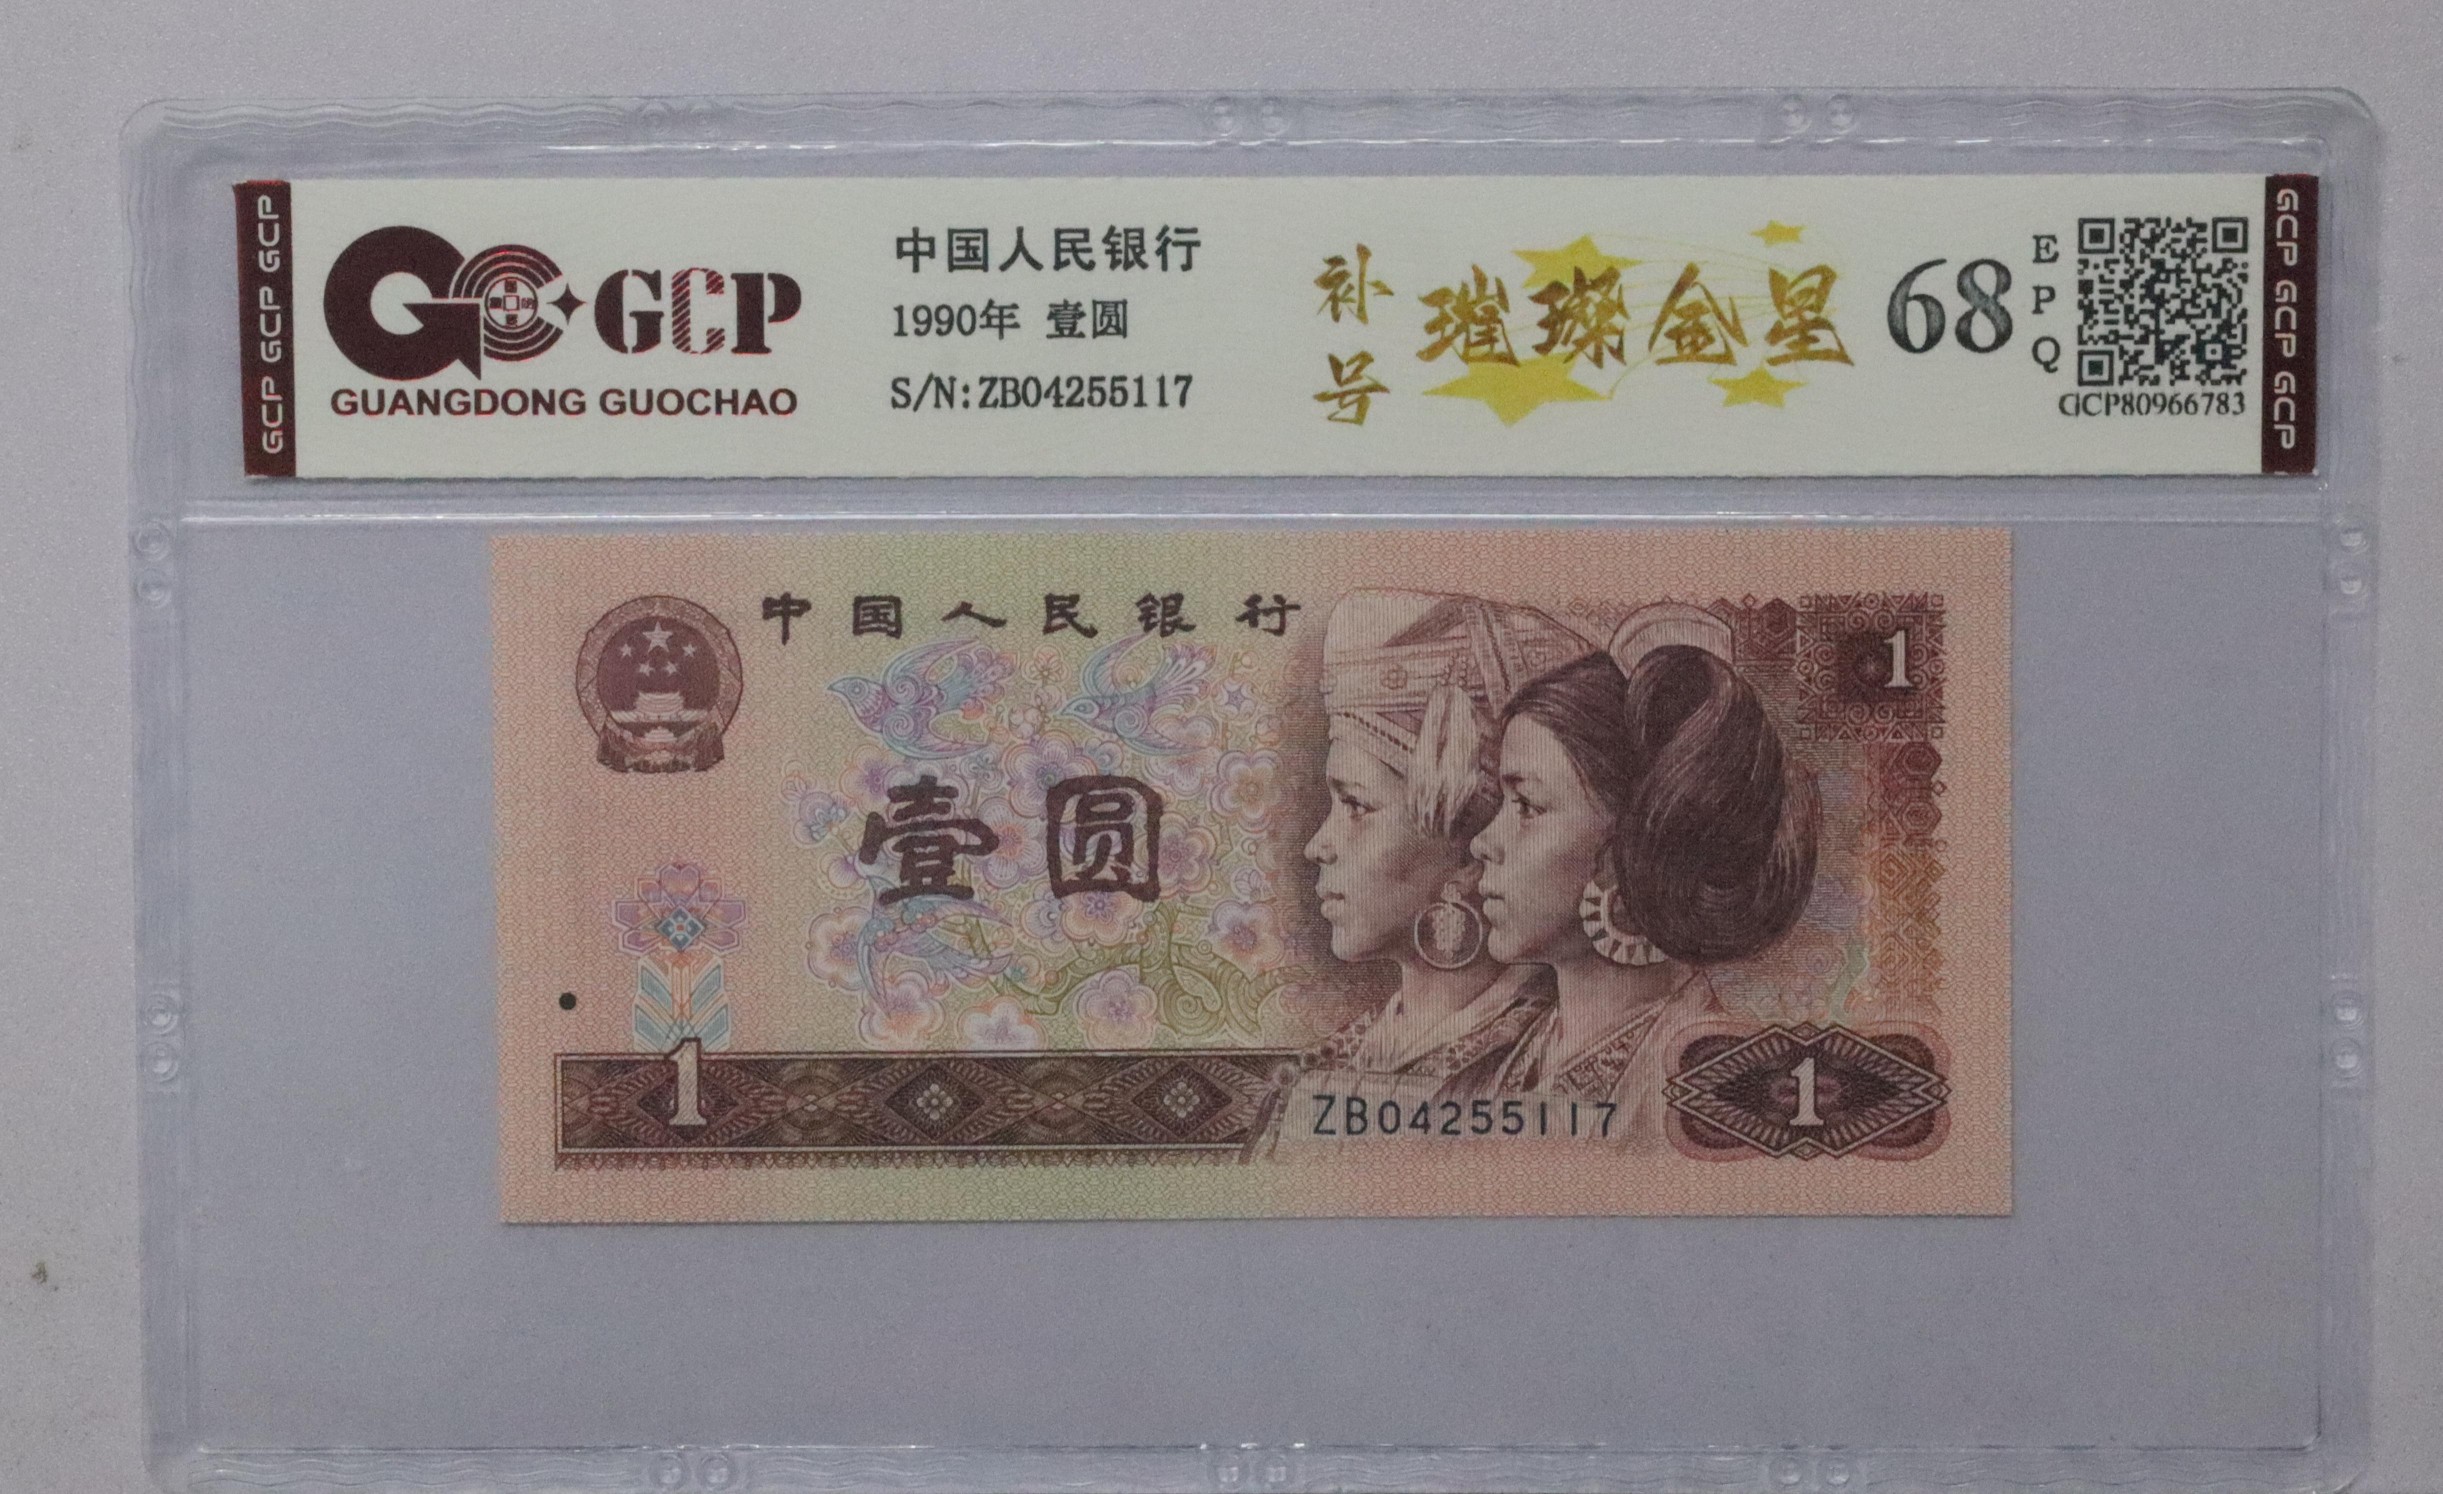 GCP GCP GCP
GCP
GUANGDONG GUOCHAO
中国人民银行
1990年 壹圆
S/N:ZB04255117
补号
璀璨金星
68
EPQ
GCP80966783
GCP GCP GCP
中国人民银行
壹圆
1
1
ZB04255117
1